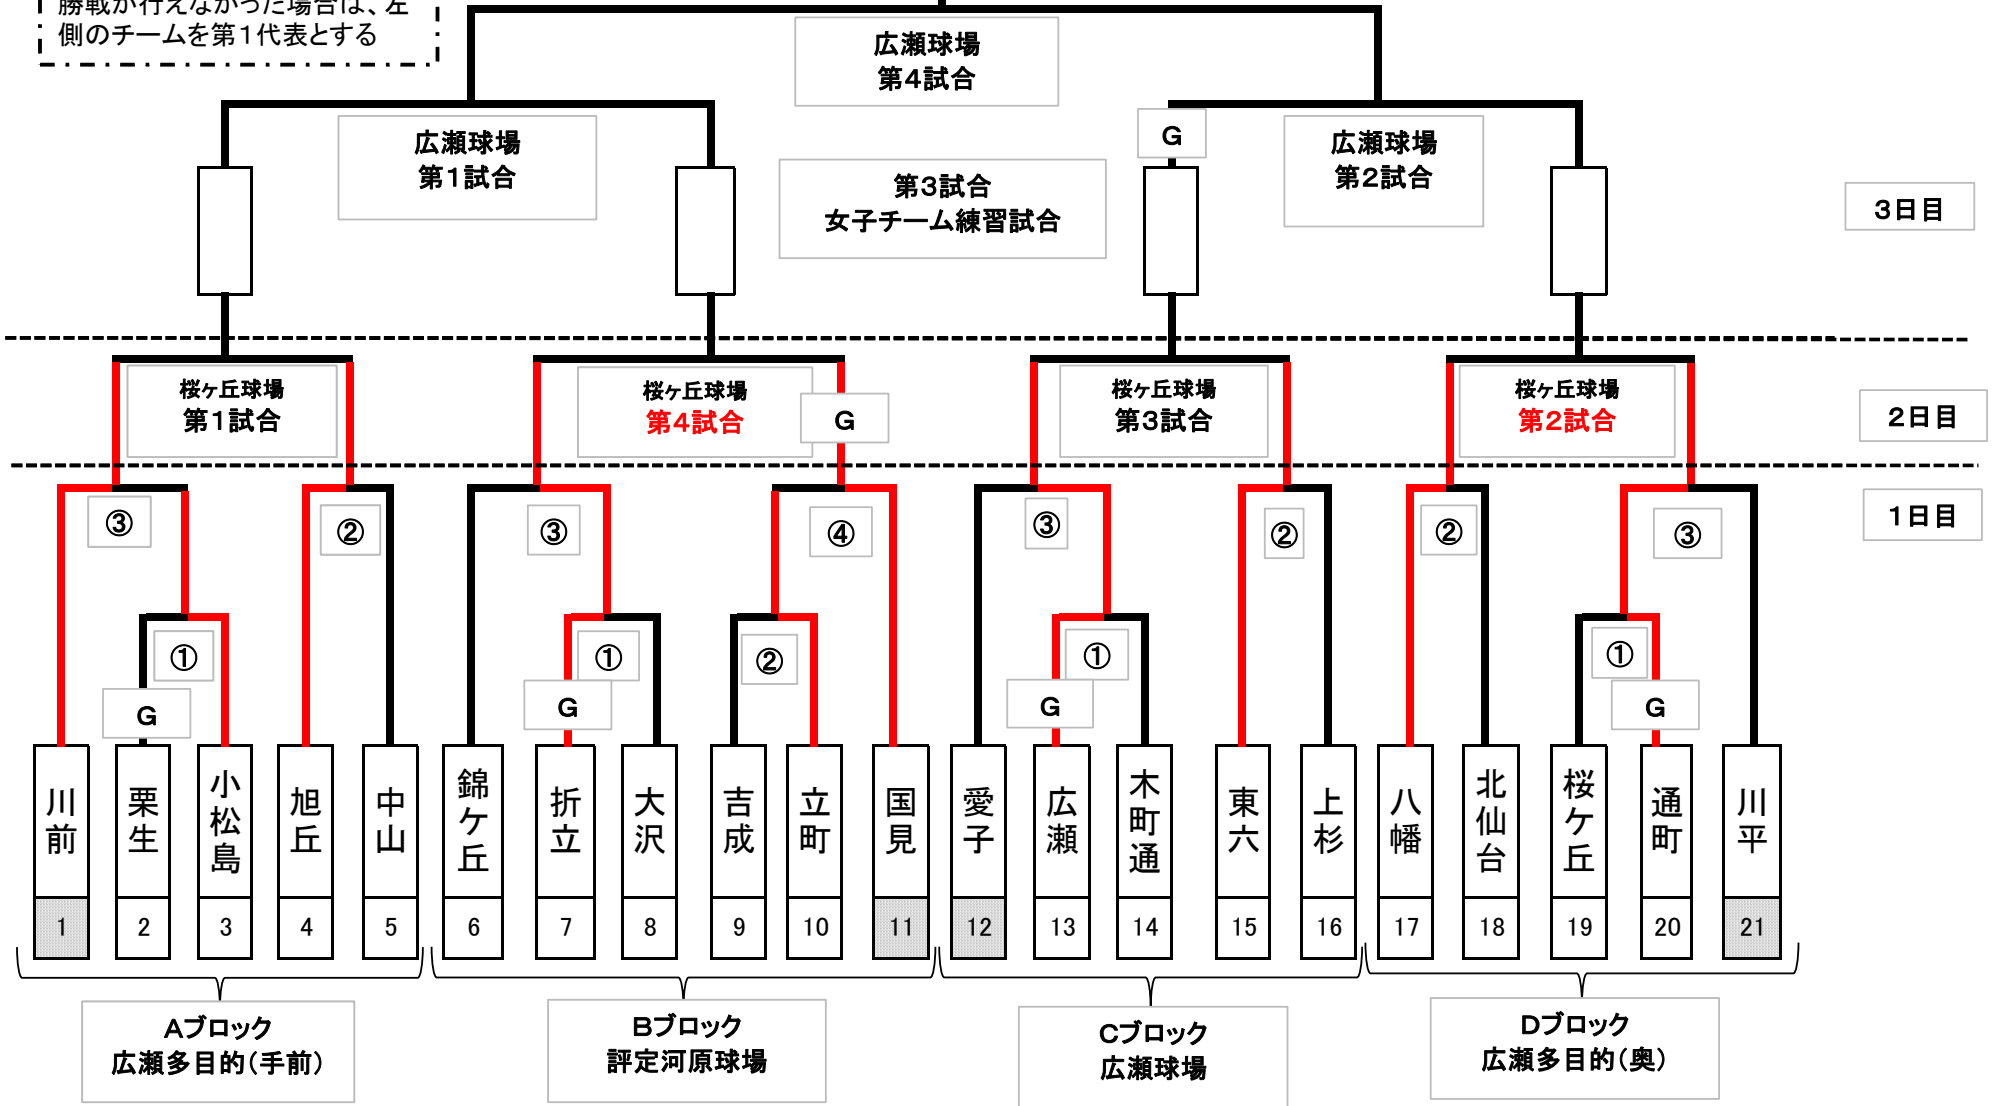 勝戦が行えなかった場合は、左
側のチームを第1代表とする
広瀬球場
第4試合
広瀬球場
第1試合
G
広瀬球場
第2試合
第3試合
女子チーム練習試合
3日目
桜ヶ丘球場
第1試合
桜ヶ丘球場
第4試合
G
桜ヶ丘球場
第3試合
桜ヶ丘球場
第2試合
2日目
③
②
③
④
③
②
②
③
1日目
①
①
②
①
①
G
G
G
G
川前
栗生
小松島
旭丘
中山
錦ケ丘
折立
大沢
吉成
立町
国見
愛子
広瀬
木町通
東六
上杉
八幡
北仙台
桜ケ丘
通町
川平
1
2
3
4
5
6
7
8
9
10
11
12
13
14
15
16
17
18
19
20
21
Aブロック
広瀬多目的(手前)
Bブロック
評定河原球場
Cブロック
広瀬球場
Dブロック
広瀬多目的(奥)